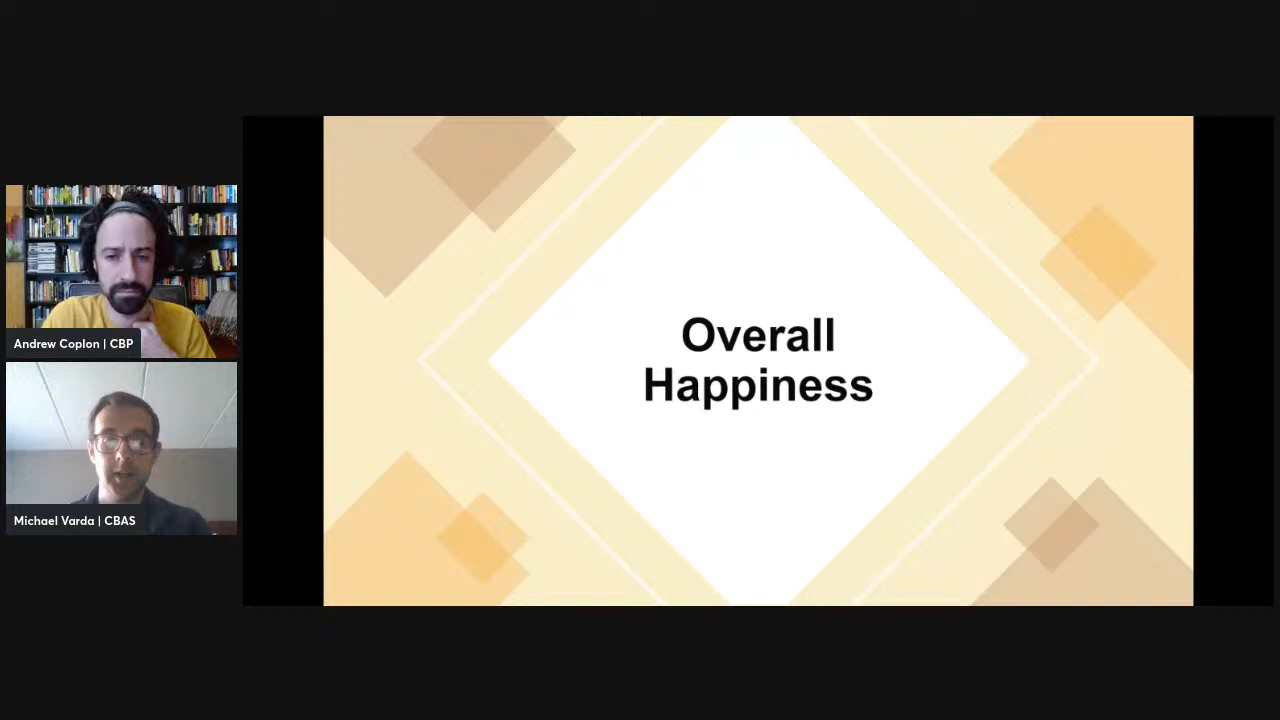 Andrew Coplon | CBP
Michael Varda | CBAS
Overall
Happiness